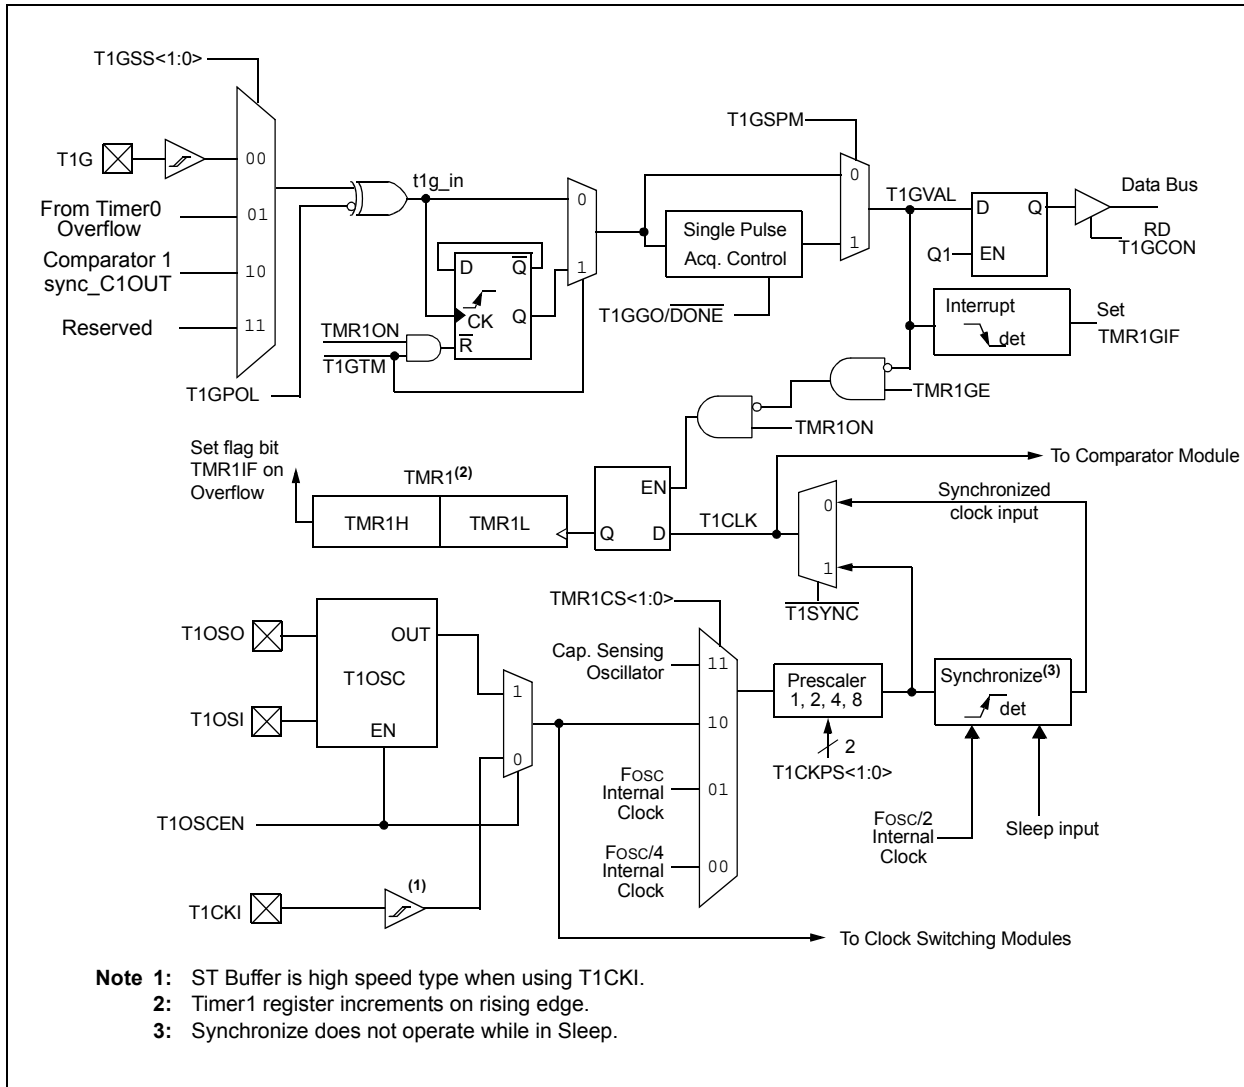 T1GSS<1:0>
T1G
00
From Timer0
Overflow
01
Comparator 1
sync_C1OUT
10
Reserved
11
T1GPOL
t1g_in
D
Q
CK
Q
R
TMR1ON
T1GTM
0
1
T1GSPM
Single Pulse
Acq. Control
T1GGO/DONE
0
1
T1GVAL
D
Q
Q1
EN
Data Bus
RD
T1GCON
Interrupt
det
Set
TMR1GIF
TMR1GE
TMR1ON
Set flag bit
TMR1IF on
Overflow
TMR1(2)
TMR1H
TMR1L
EN
Q
D
T1CLK
To Comparator Module
0
1
Synchronized
clock input
T1SYNC
T1OSO
T1OSI
OUT
T1OSC
EN
1
0
T1OSCEN
T1CKI
(1)
TMR1CS<1:0>
Cap. Sensing
Oscillator
11
10
FOSC
Internal
Clock
01
FOSC/4
Internal
Clock
00
Prescaler
1, 2, 4, 8
2
T1CKPS<1:0>
Synchronize(3)
det
FOSC/2
Internal
Clock
Sleep input
To Clock Switching Modules
Note 1: ST Buffer is high speed type when using T1CKI.
2: Timer1 register increments on rising edge.
3: Synchronize does not operate while in Sleep.